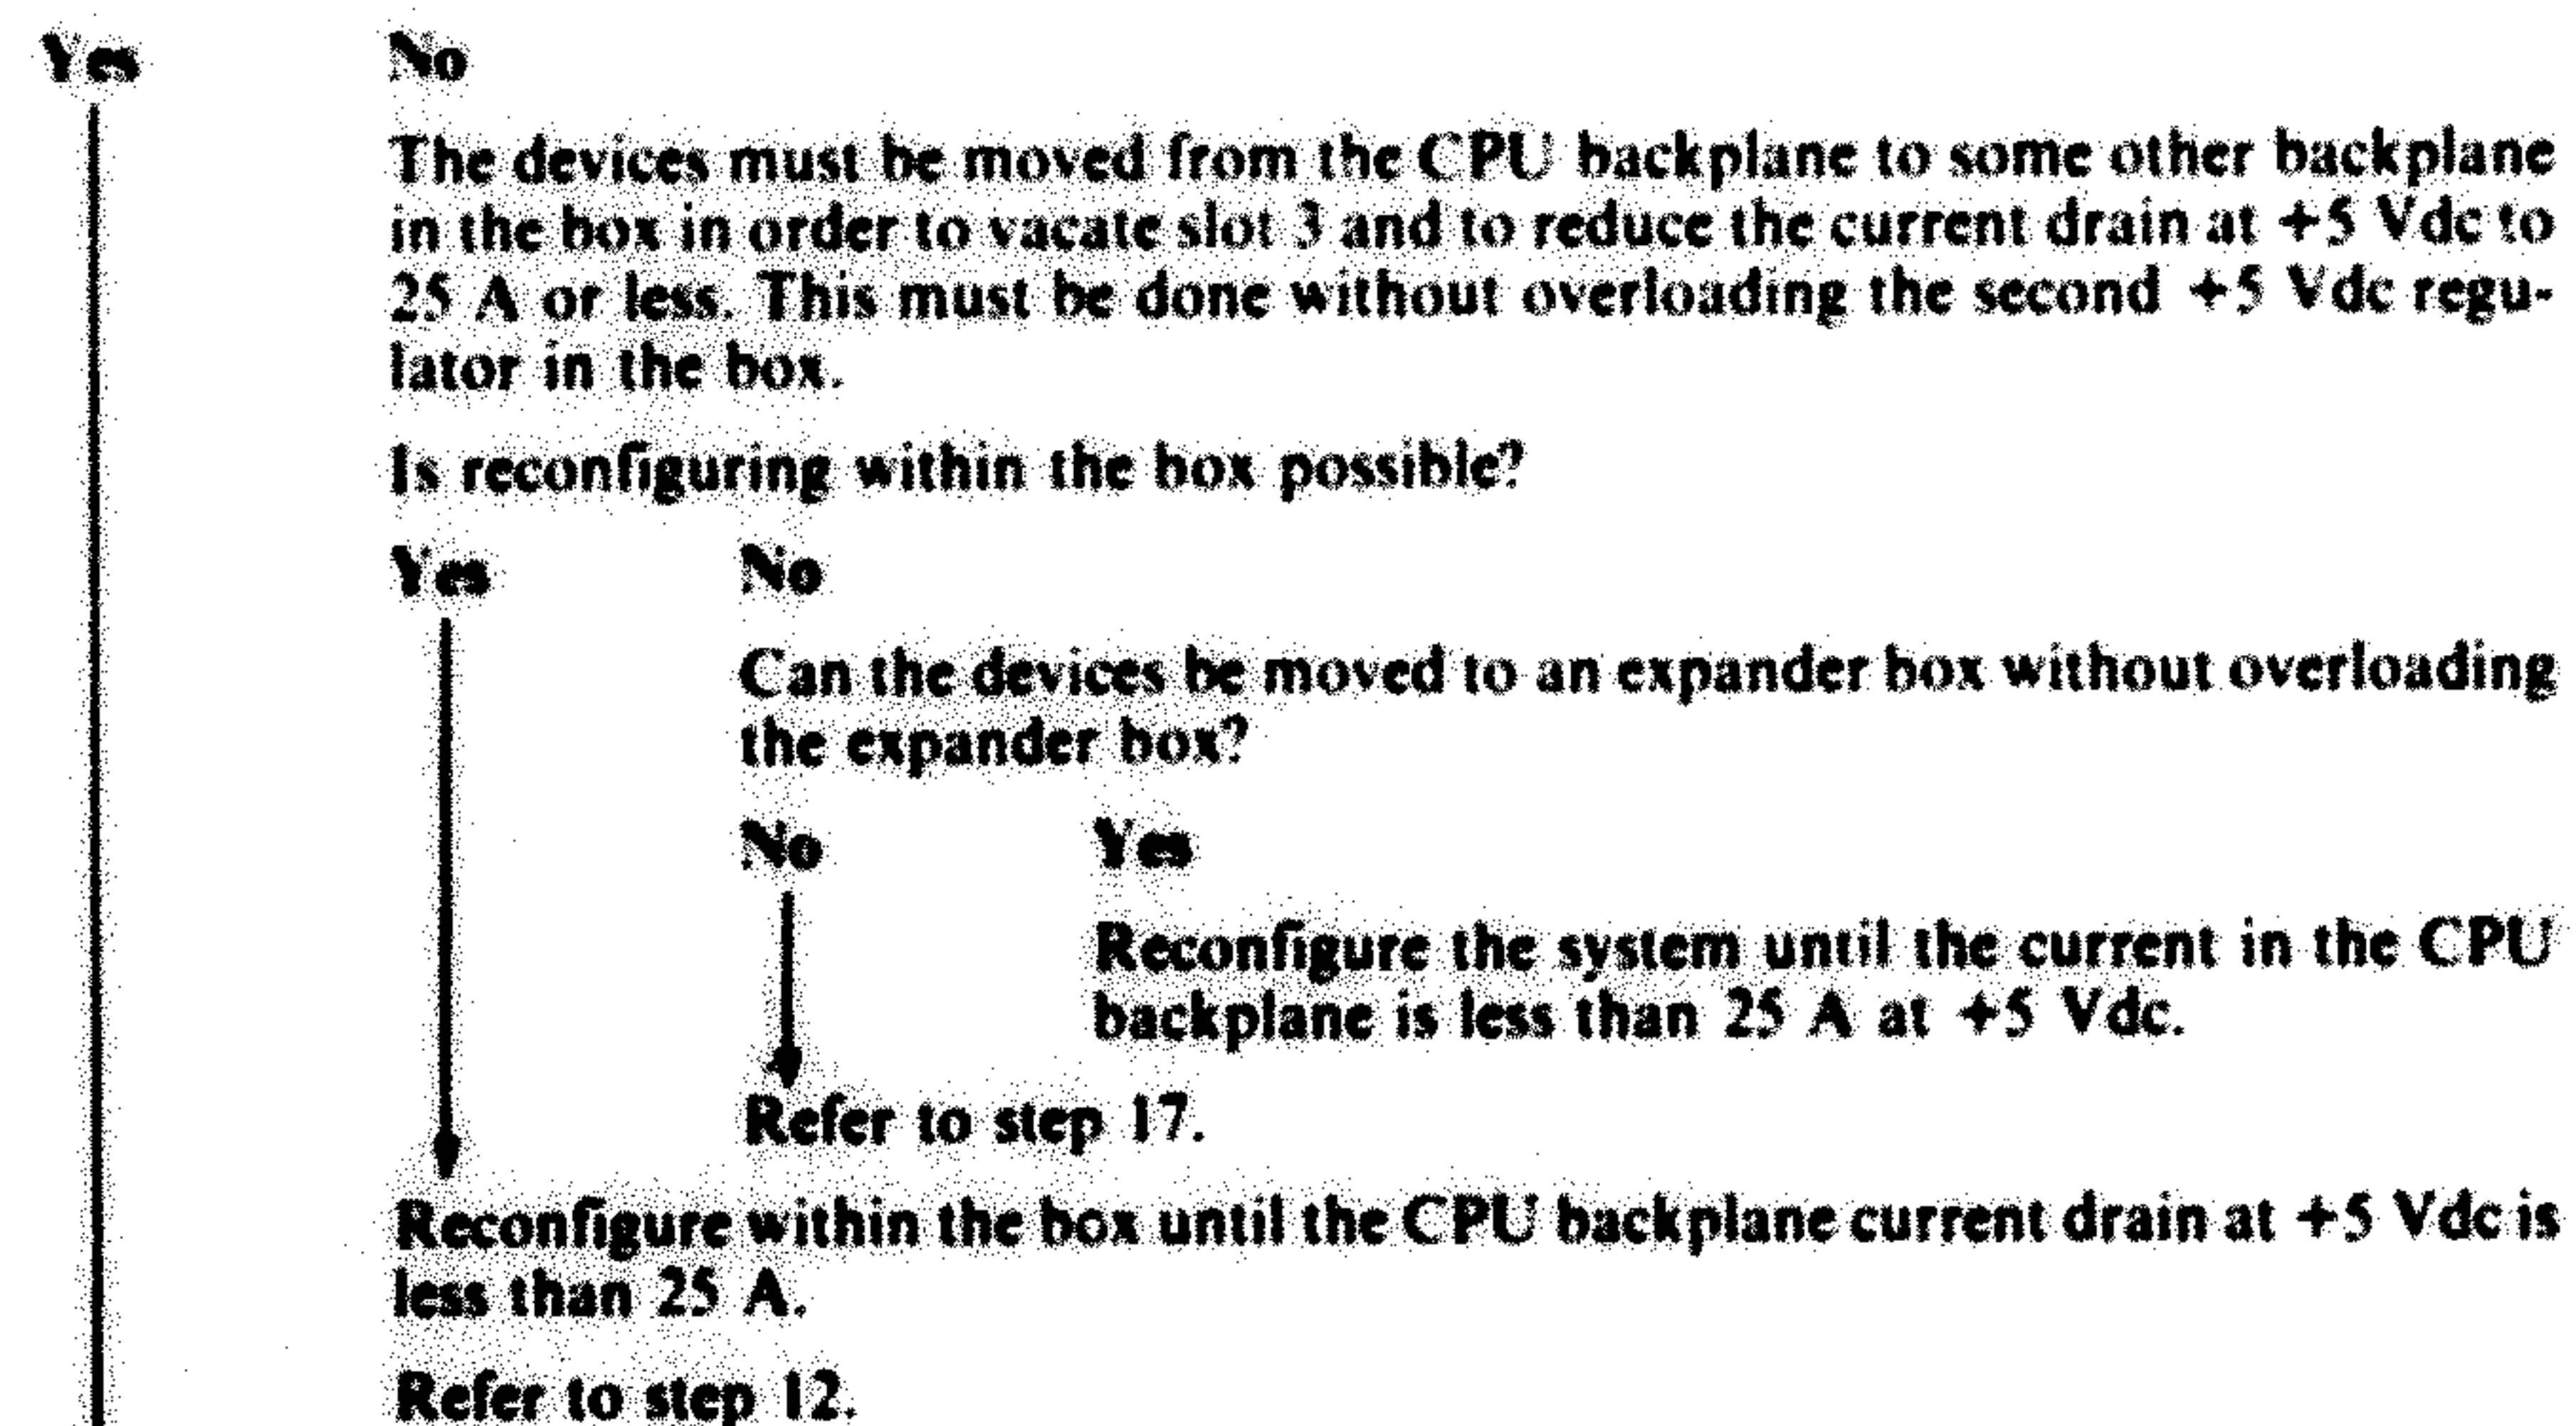 Yes No
The devices must be moved from the CPU backplane to some other backplane
in the box in order to vacate slot 3 and to reduce the current drain at +5 Vdc to
25 A or less. This must be done without overloading the second +5 Vdc regu-
lator in the box.
Is reconfiguring within the box possible?
Yes No
Can the devices be moved to an expander box without overloading
the expander box?
No Yes
Reconfigure the system until the current in the CPU
backplane is less than 25 A at +5 Vdc.
Refer to step 17.
Reconfigure within the box until the CPU backplane current drain at +5 Vdc is
less than 25 A.
Refer to step 12.